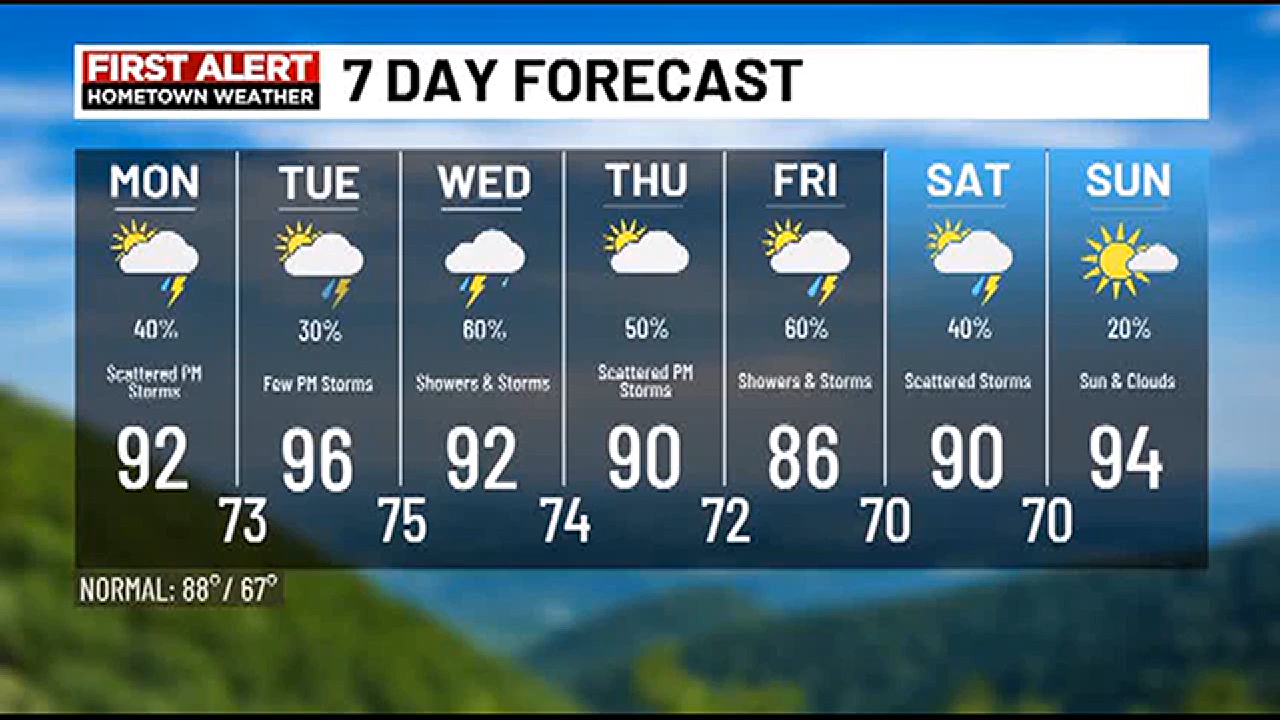 FIRST ALERT
HOMETOWN WEATHER
7 DAY FORECAST
MON
TUE
WED
THU
FRI
SAT
SUN
40%
30%
60%
50%
60%
40%
20%
Scattered PM
Storms
Few PM Storms
Showers & Storms
Scattered PM
Storms
Showers & Storms
Scattered Storms
Sun & Clouds
92
96
92
90
86
90
94
73
75
74
72
70
70
NORMAL: 88°/ 67°